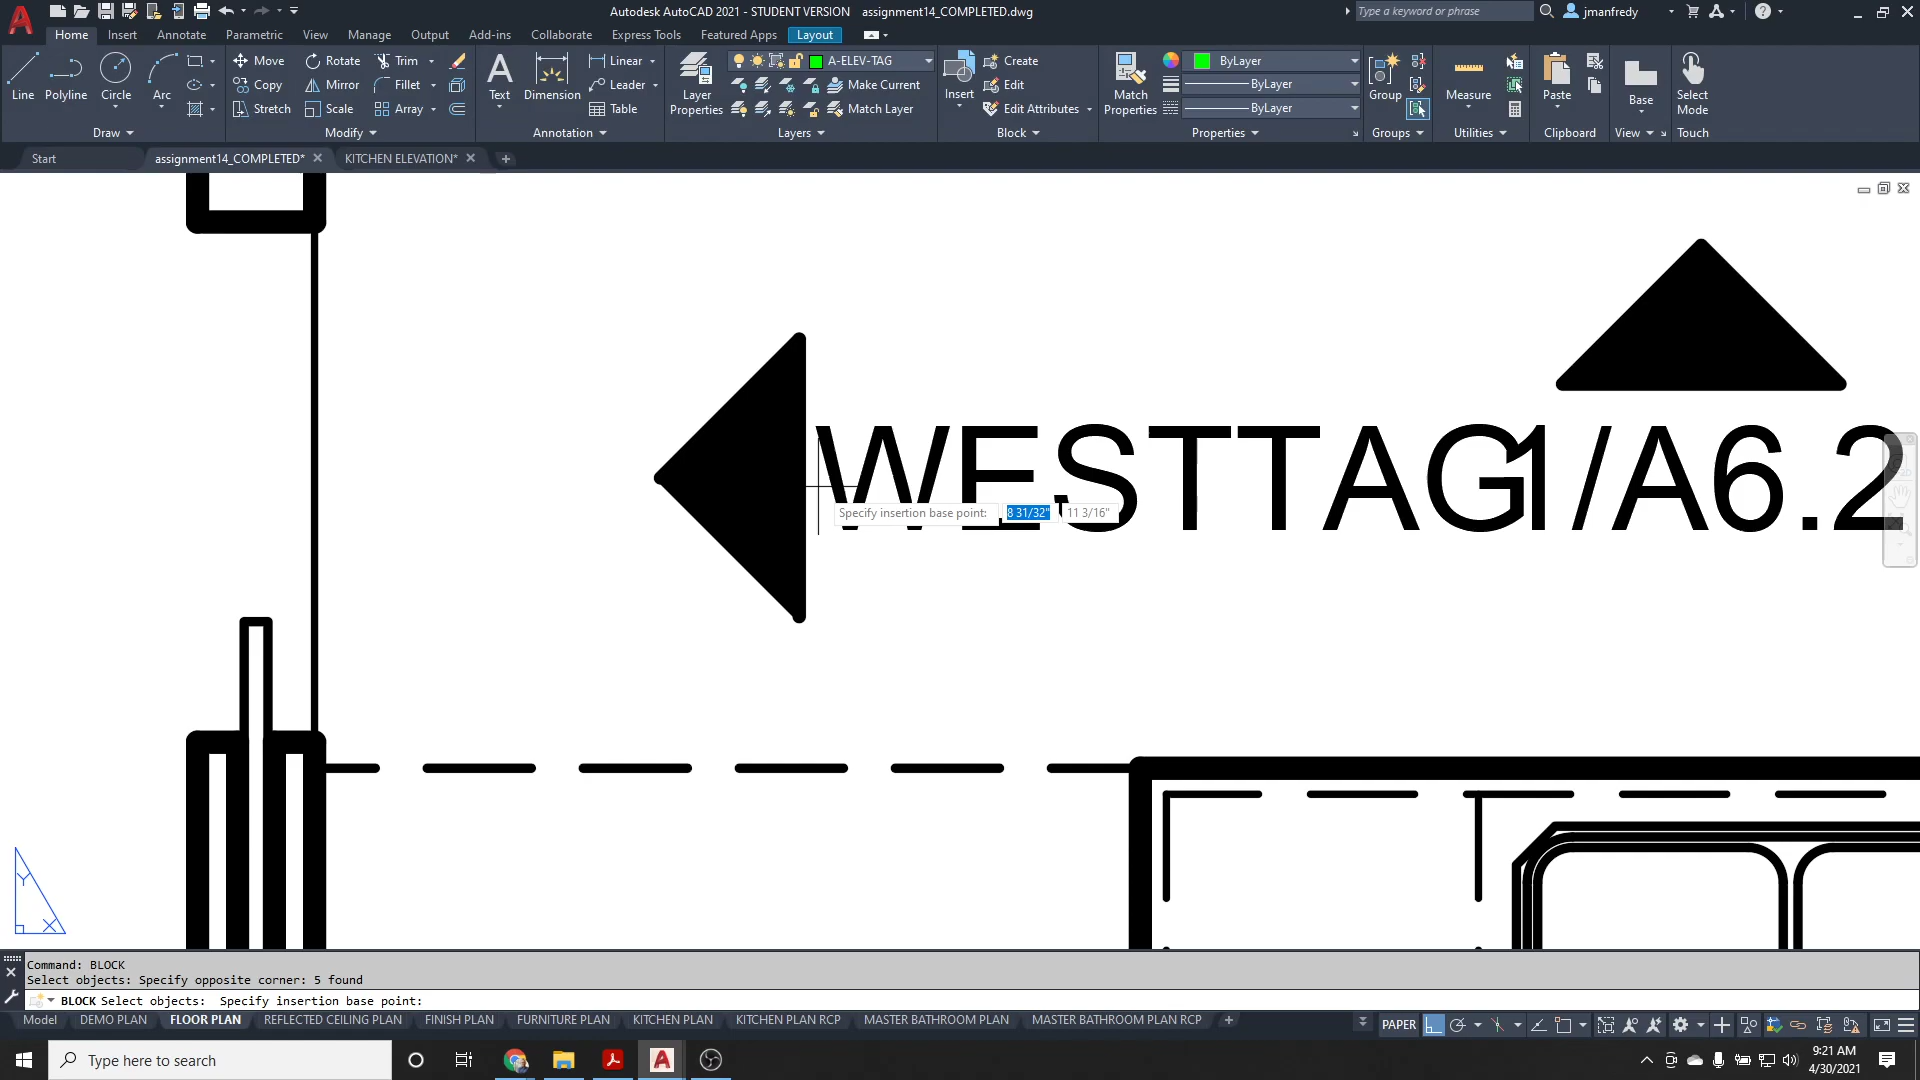 Autodesk AutoCAD 2021 - STUDENT VERSION assignment14_COMPLETED.dwg
Type a keyword or phrase
jmanfredy
Home Insert Annotate Parametric View Manage Output Add-ins Collaborate Express Tools Featured Apps Layout
Line Polyline Circle Arc
Move Rotate Trim
Copy Mirror Fillet
Stretch Scale Array
Text Dimension
Linear
Leader
Table
Layer Properties
A-ELEV-TAG
Make Current
Match Layer
Insert
Create
Edit
Edit Attributes
Match Properties
ByLayer
ByLayer
ByLayer
Group
Measure
Paste
Base
Select Mode
Draw Modify Annotation Layers Block Properties Groups Utilities Clipboard View Touch
Start assignment14_COMPLETED* KITCHEN ELEVATION*
WESTTAG1/A6.2
Specify insertion base point: 8 31/32" 11 3/16"
Y
X
Command: BLOCK
Select objects: Specify opposite corner: 5 found
BLOCK Select objects: Specify insertion base point:
Model DEMO PLAN FLOOR PLAN REFLECTED CEILING PLAN FINISH PLAN FURNITURE PLAN KITCHEN PLAN KITCHEN PLAN RCP MASTER BATHROOM PLAN MASTER BATHROOM PLAN RCP
PAPER
Type here to search
9:21 AM
4/30/2021